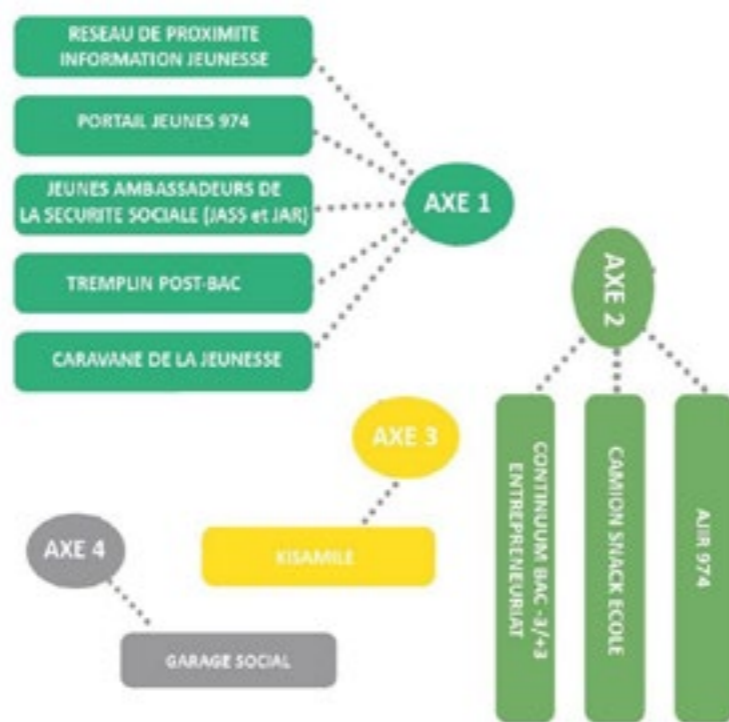 RESEAU DE PROXIMITE
INFORMATION JEUNESSE
PORTAIL JEUNES 974
JEUNES AMBASSADEURS DE
LA SECURITE SOCIALE (JASS et JAR)
TREMPLIN POST-BAC
CARAVANE DE LA JEUNESSE
AXE 1
AXE 2
CONTINUUM BAC -3/+3
ENTREPRENEURIAT
CAMION SNACK ECOLE
AJIR 974
AXE 3
KISAMILE
AXE 4
GARAGE SOCIAL